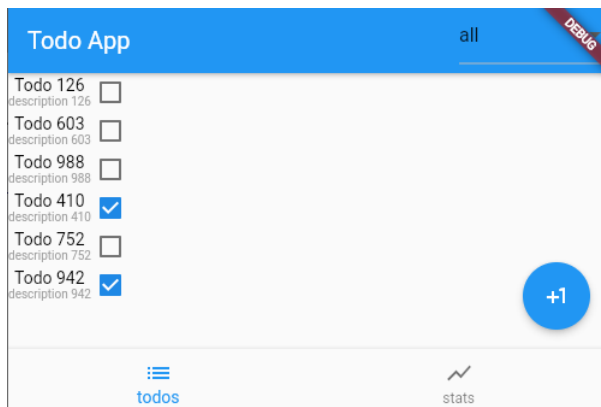 Todo App
all
DEBUG
Todo 126
description 126
Todo 603
description 603
Todo 988
description 988
Todo 410
description 410
Todo 752
description 752
Todo 942
description 942
+1
todos
stats